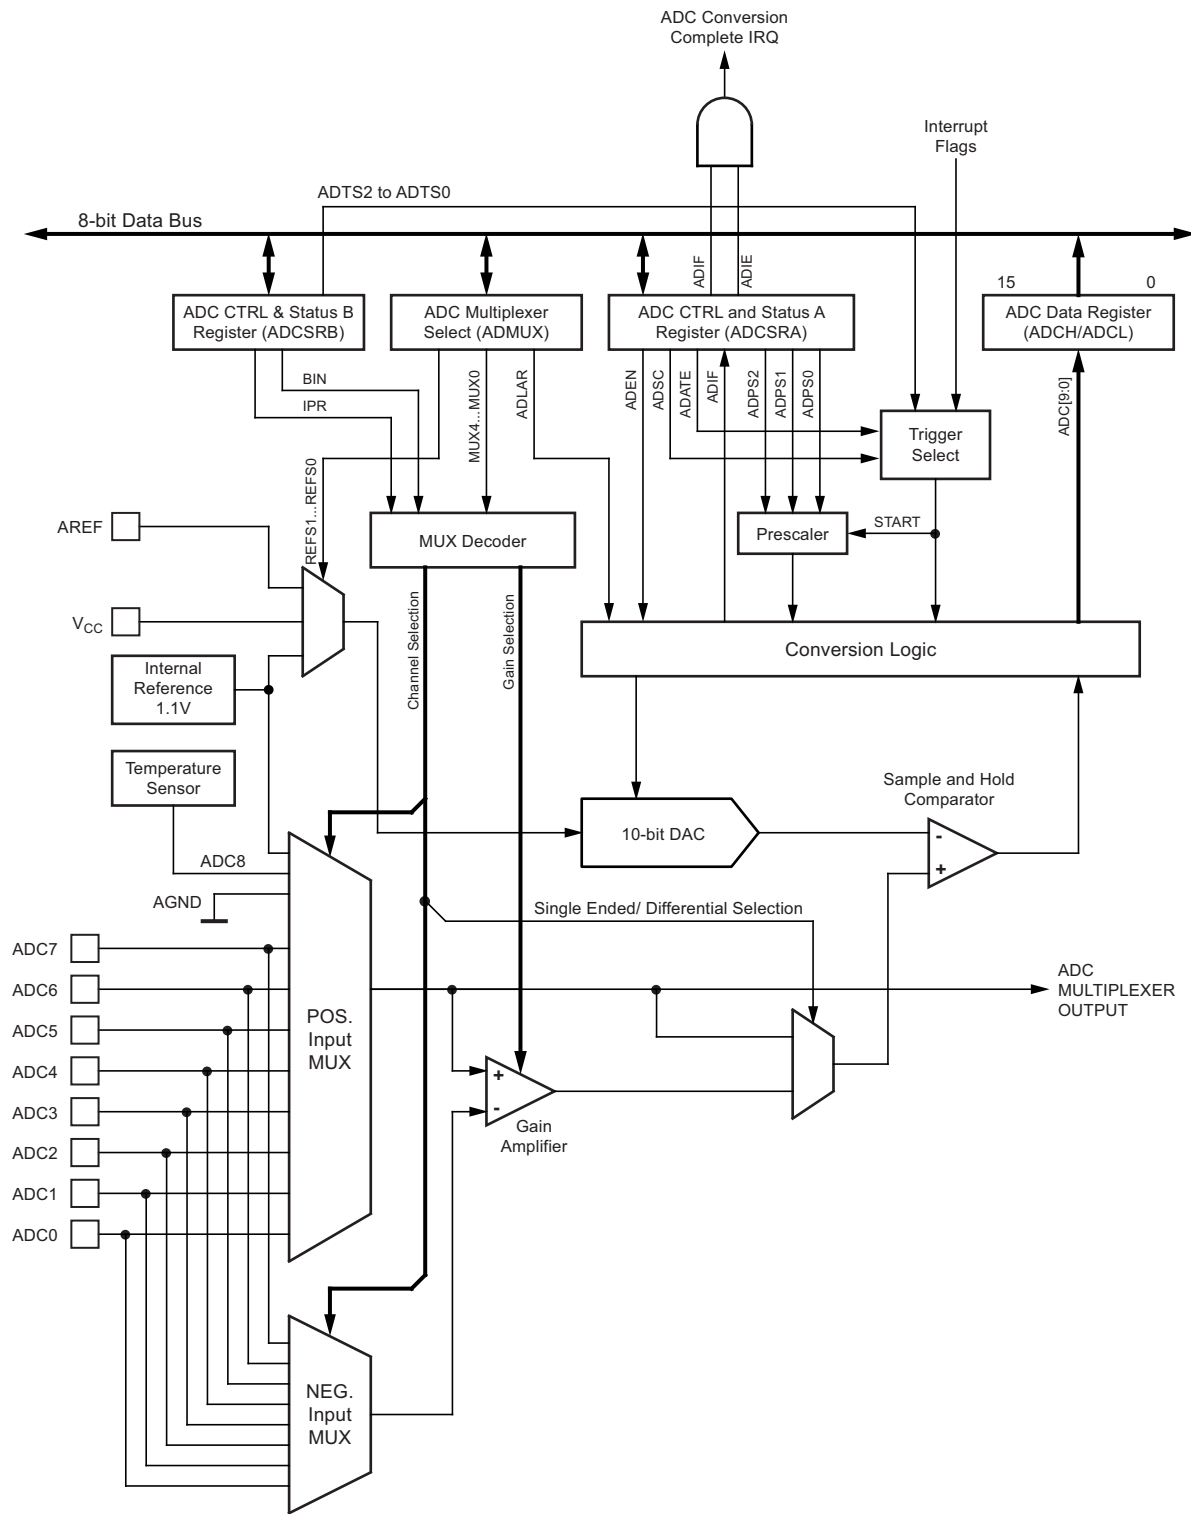 ADC Conversion
Complete IRQ
Interrupt
Flags
ADTS2 to ADTS0
8-bit Data Bus
ADIF
ADIE
15
0
ADC CTRL & Status B
Register (ADCSRB)
ADC Multiplexer
Select (ADMUX)
ADC CTRL and Status A
Register (ADCSRA)
ADC Data Register
(ADCH/ADCL)
BIN
IPR
MUX4...MUX0
ADLAR
ADEN
ADSC
ADATE
ADIF
ADPS2
ADPS1
ADPS0
ADC[9:0]
Trigger
Select
REFS1...REFS0
AREF
MUX Decoder
Prescaler
START
VCC
Channel Selection
Gain Selection
Conversion Logic
Internal
Reference
1.1V
Temperature
Sensor
Sample and Hold
Comparator
10-bit DAC
-
+
ADC8
AGND
Single Ended/ Differential Selection
ADC7
ADC6
ADC5
ADC4
ADC3
ADC2
ADC1
ADC0
POS.
Input
MUX
ADC
MULTIPLEXER
OUTPUT
+
-
Gain
Amplifier
NEG.
Input
MUX